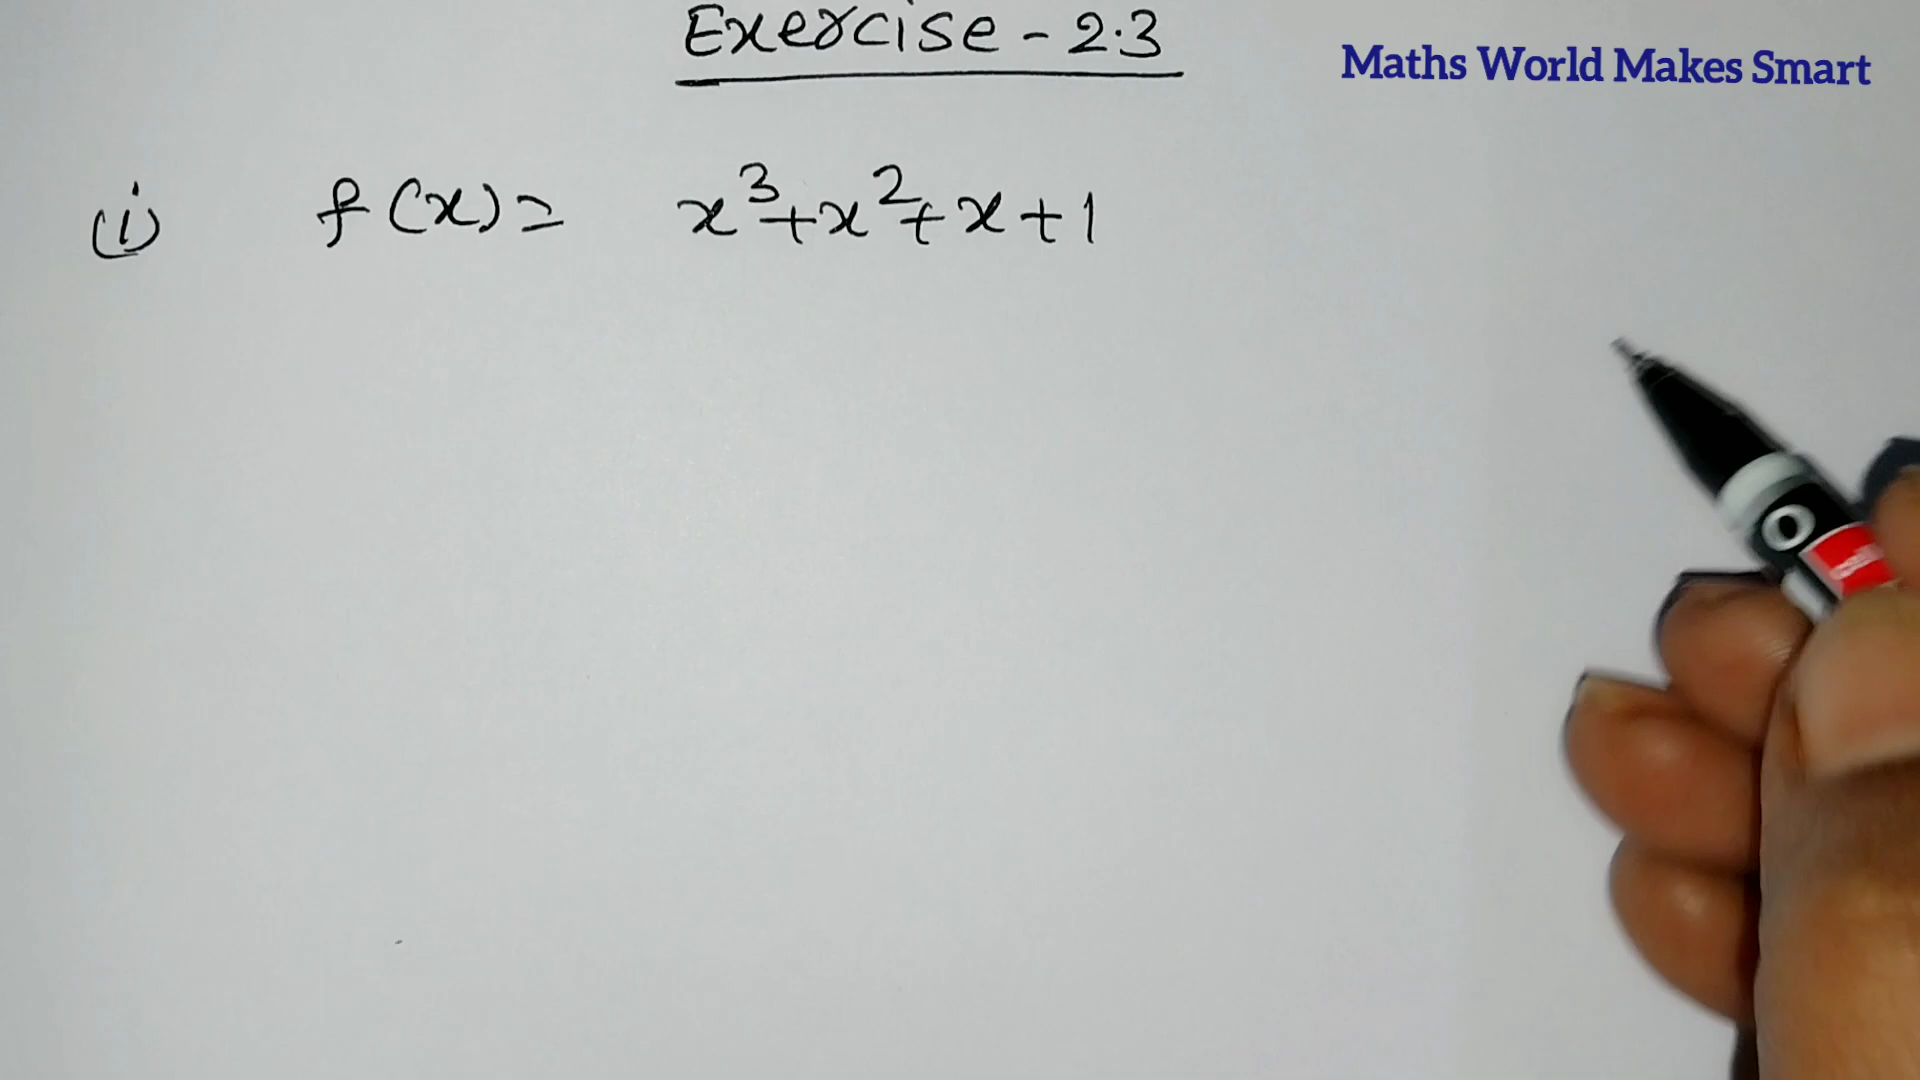 Exercise - 2.3
Maths World Makes Smart
(i) f(x) = x³+x²+x+1